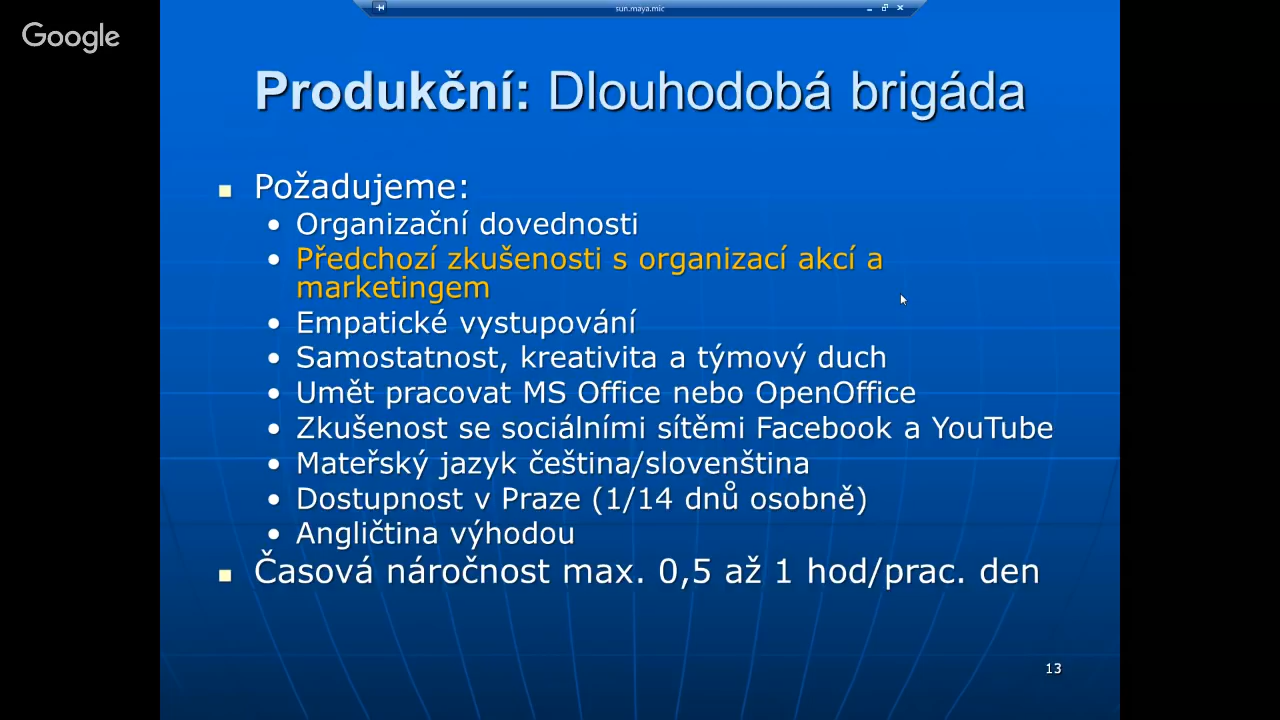 sun.maya.mic
Google
Produkční: Dlouhodobá brigáda
Požadujeme:
Organizační dovednosti
Předchozí zkušenosti s organizací akcí a
marketingem
Empatické vystupování
Samostatnost, kreativita a týmový duch
Umět pracovat MS Office nebo OpenOffice
Zkušenost se sociálními sítěmi Facebook a YouTube
Mateřský jazyk čeština/slovenština
Dostupnost v Praze (1/14 dnů osobně)
Angličtina výhodou
Časová náročnost max. 0,5 až 1 hod/prac. den
13